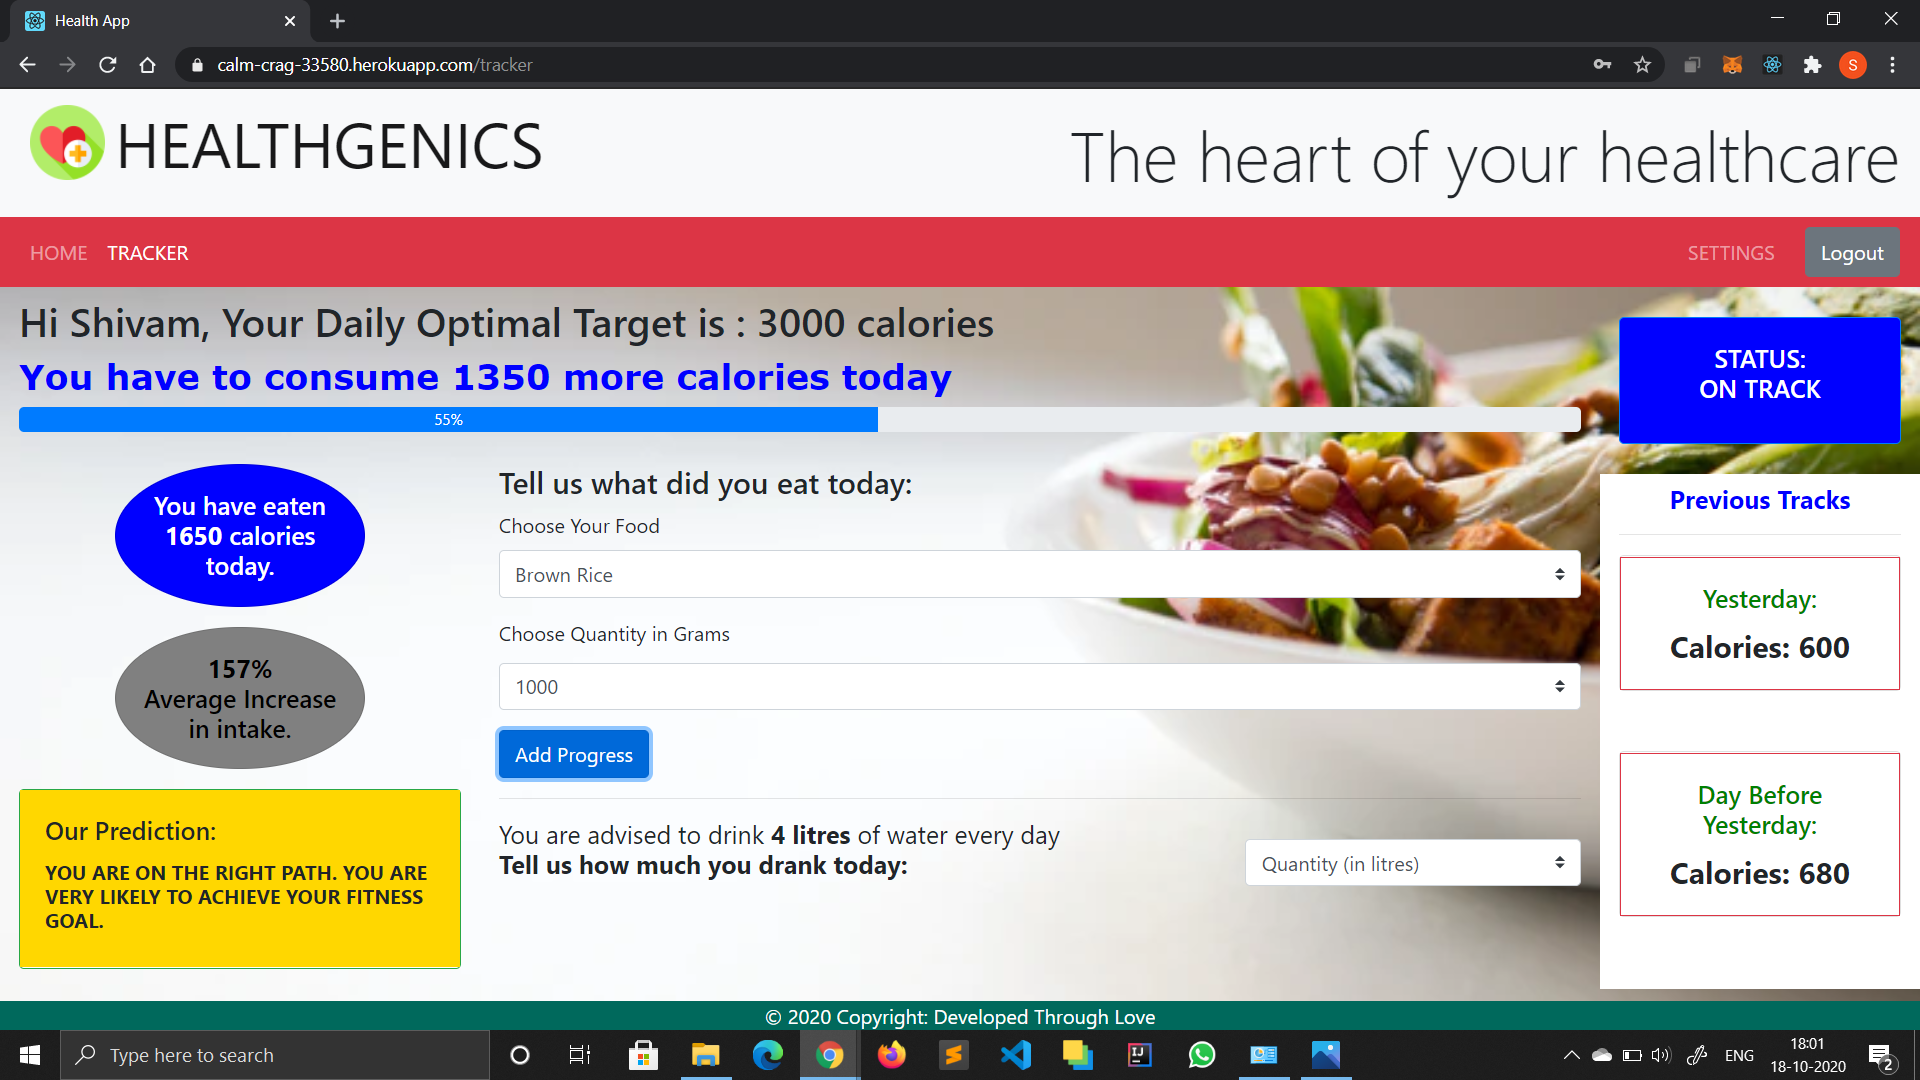 Health App
calm-crag-33580.herokuapp.com/tracker
S
HEALTHGENICS
The heart of your healthcare
HOME TRACKER SETTINGS Logout
Hi Shivam, Your Daily Optimal Target is : 3000 calories
You have to consume 1350 more calories today
55%
STATUS:
ON TRACK
You have eaten
1650 calories
today.
157%
Average Increase
in intake.
Our Prediction:
YOU ARE ON THE RIGHT PATH. YOU ARE
VERY LIKELY TO ACHIEVE YOUR FITNESS
GOAL.
Tell us what did you eat today:
Choose Your Food
Brown Rice
Choose Quantity in Grams
1000
Add Progress
You are advised to drink 4 litres of water every day
Tell us how much you drank today:
Quantity (in litres)
Previous Tracks
Yesterday:
Calories: 600
Day Before
Yesterday:
Calories: 680
© 2020 Copyright: Developed Through Love
Type here to search
IJ
ENG
18:01
18-10-2020
2